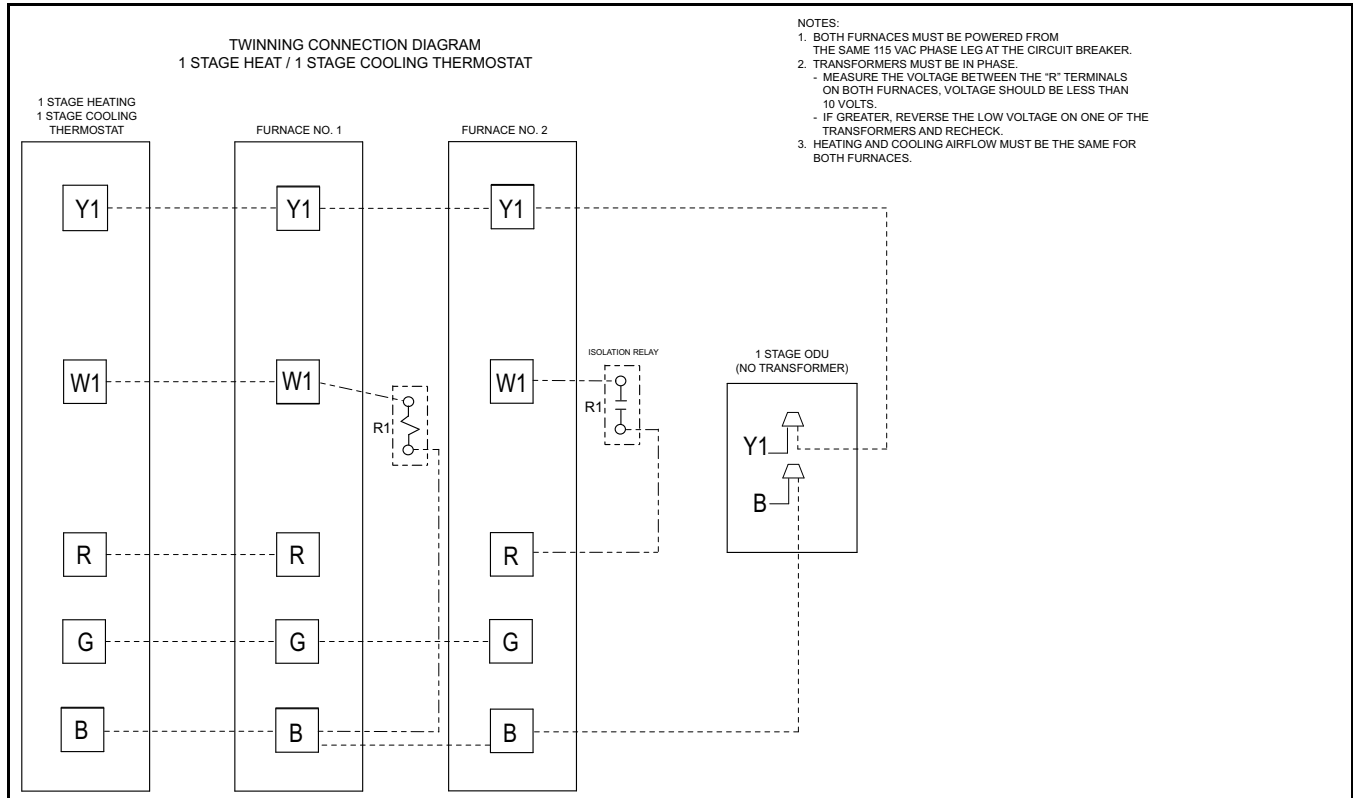 TWINNING CONNECTION DIAGRAM
1 STAGE HEAT / 1 STAGE COOLING THERMOSTAT
NOTES:
1. BOTH FURNACES MUST BE POWERED FROM
THE SAME 115 VAC PHASE LEG AT THE CIRCUIT BREAKER.
2. TRANSFORMERS MUST BE IN PHASE.
- MEASURE THE VOLTAGE BETWEEN THE “R” TERMINALS
ON BOTH FURNACES, VOLTAGE SHOULD BE LESS THAN
10 VOLTS.
- IF GREATER, REVERSE THE LOW VOLTAGE ON ONE OF THE
TRANSFORMERS AND RECHECK.
3. HEATING AND COOLING AIRFLOW MUST BE THE SAME FOR
BOTH FURNACES.
1 STAGE HEATING
1 STAGE COOLING
THERMOSTAT
FURNACE NO. 1
FURNACE NO. 2
Y1
Y1
Y1
ISOLATION RELAY
1 STAGE ODU
(NO TRANSFORMER)
W1
W1
R1
W1
R1
Y1
B
R
R
R
G
G
G
B
B
B